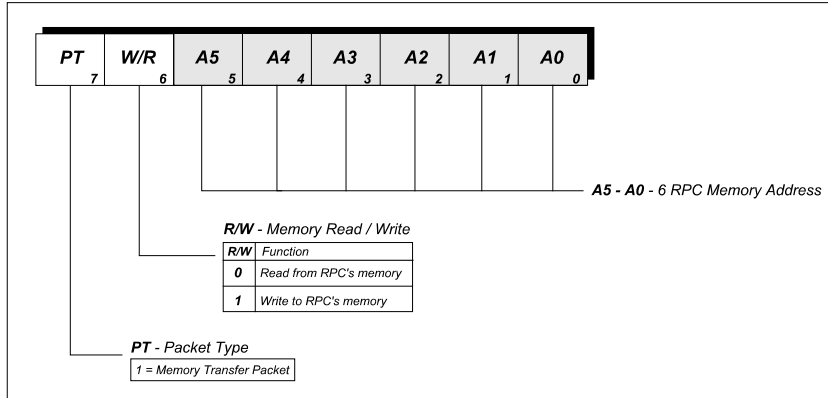 PT W/R A5 A4 A3 A2 A1 A0
7 6 5 4 3 2 1 0
A5 - A0 - 6 RPC Memory Address
R/W - Memory Read / Write
R/W Function
0 Read from RPC's memory
1 Write to RPC's memory
PT - Packet Type
1 = Memory Transfer Packet